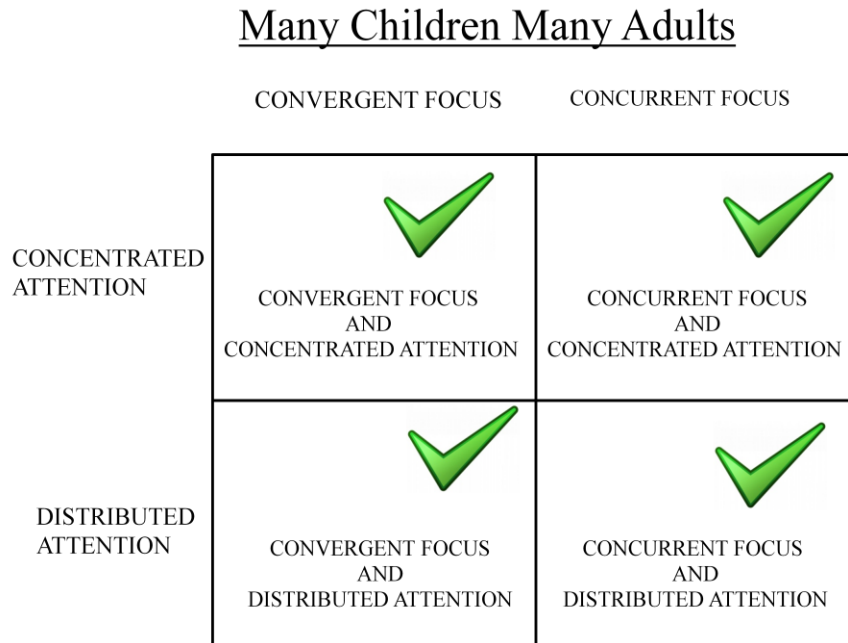 Many Children Many Adults
CONVERGENT FOCUS
CONCURRENT FOCUS
CONCENTRATED
ATTENTION
CONVERGENT FOCUS
AND
CONCENTRATED ATTENTION
CONCURRENT FOCUS
AND
CONCENTRATED ATTENTION
DISTRIBUTED
ATTENTION
CONVERGENT FOCUS
AND
DISTRIBUTED ATTENTION
CONCURRENT FOCUS
AND
DISTRIBUTED ATTENTION